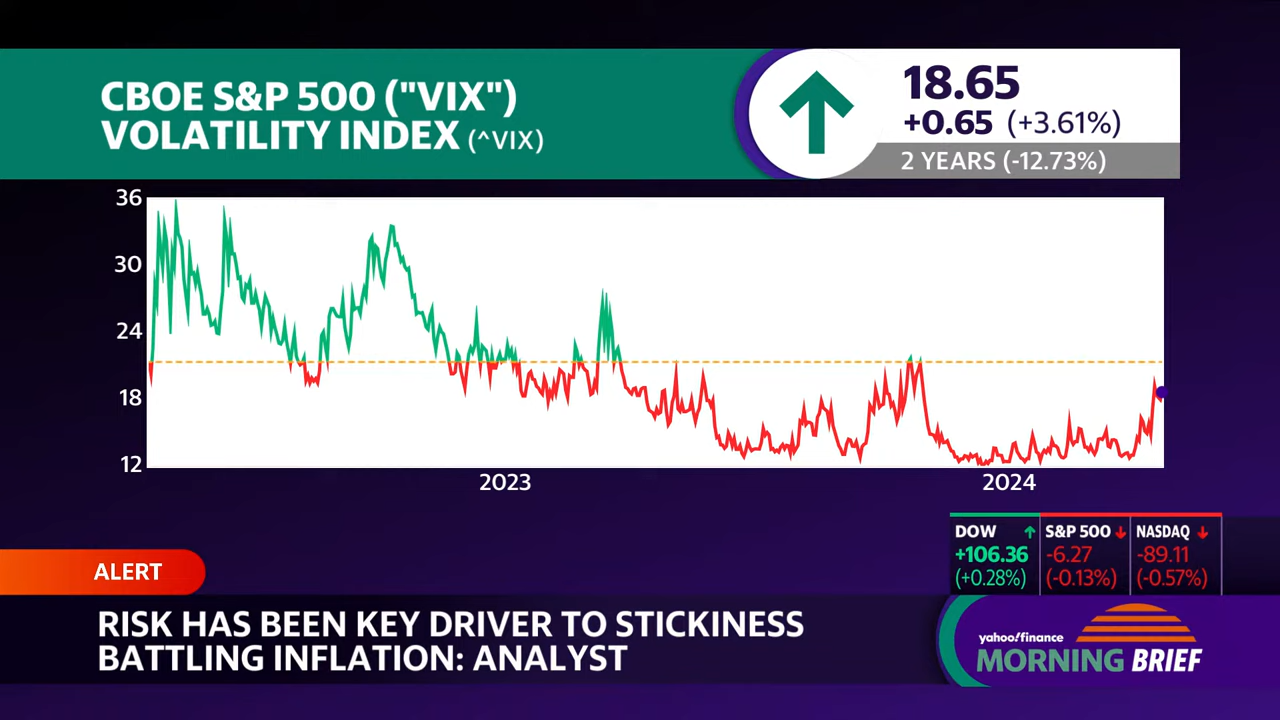 CBOE S&P 500 ("VIX")
VOLATILITY INDEX (^VIX)
18.65
+0.65 (+3.61%)
2 YEARS (-12.73%)
36
30
24
18
12
2023
2024
DOW
+106.36
(+0.28%)
S&P 500
-6.27
(-0.13%)
NASDAQ
-89.11
(-0.57%)
ALERT
RISK HAS BEEN KEY DRIVER TO STICKINESS
BATTLING INFLATION: ANALYST
yahoo!finance
MORNING BRIEF